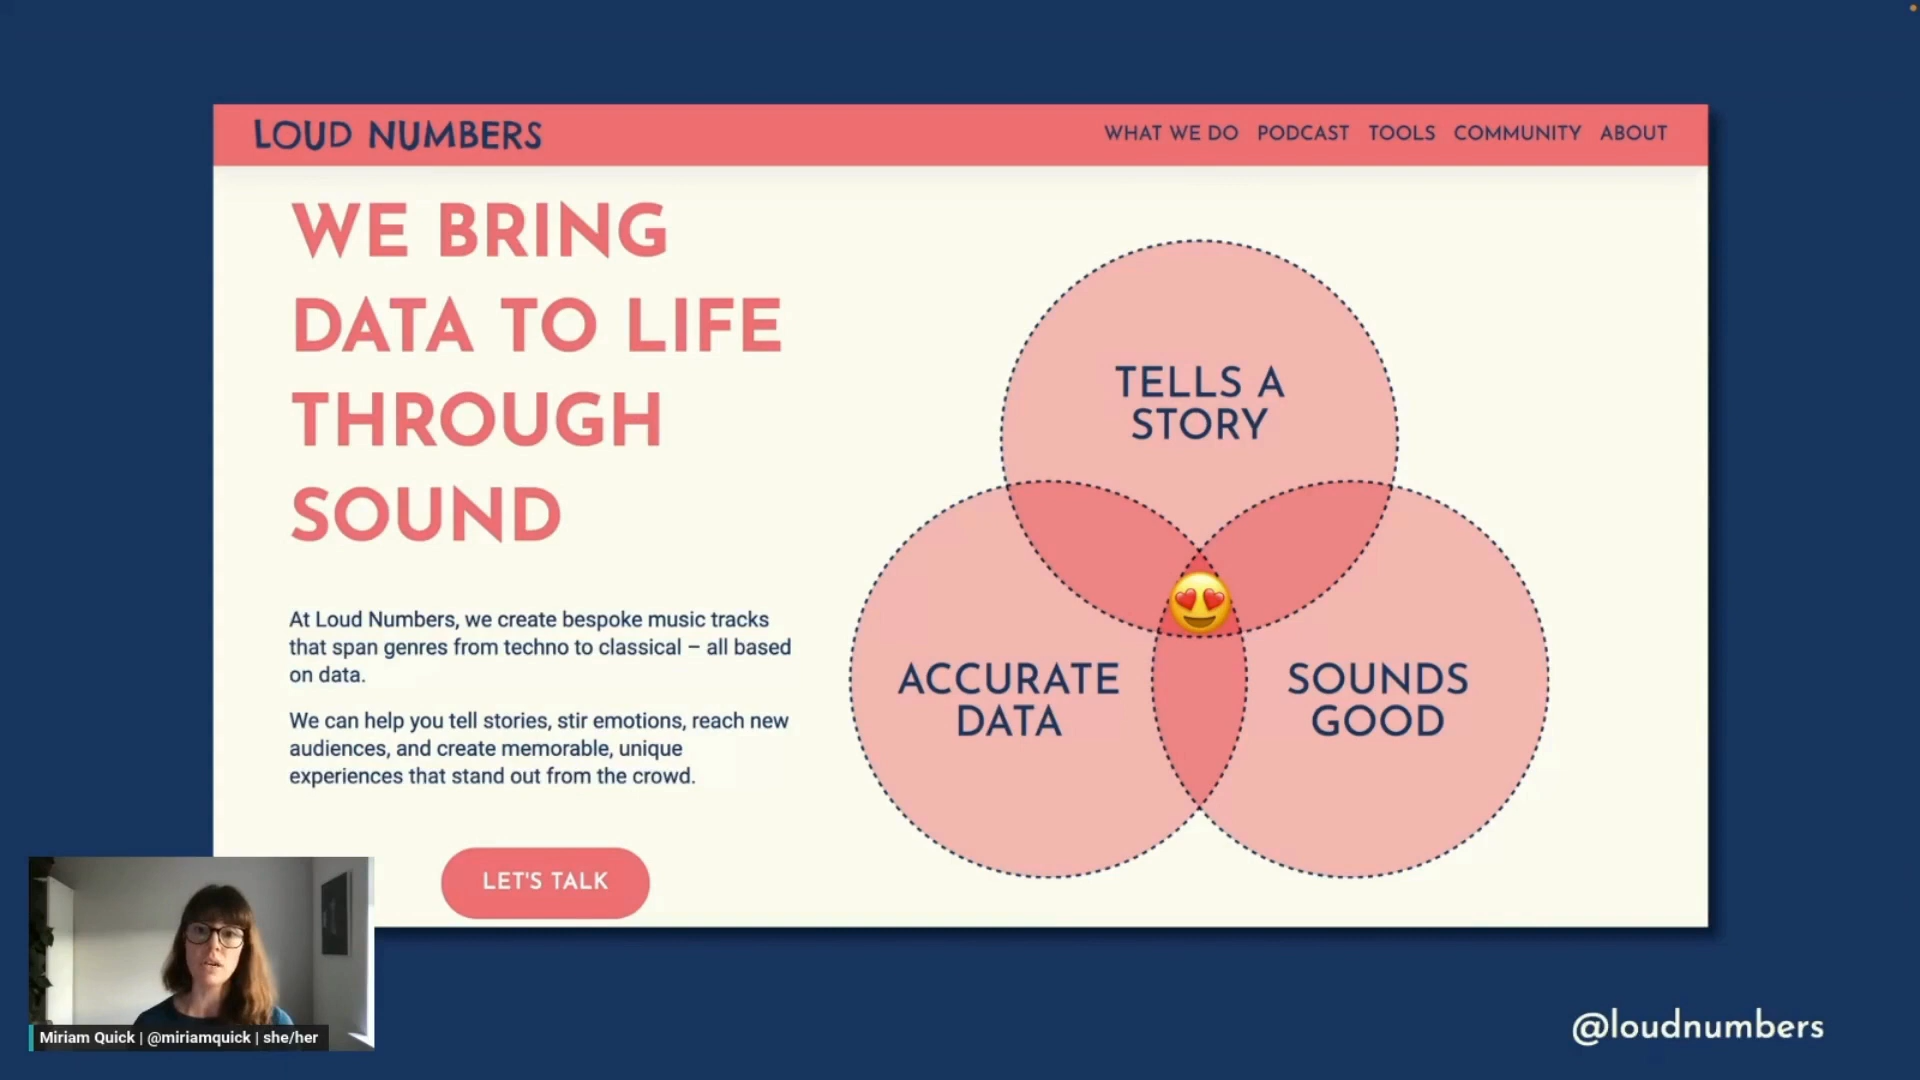 LOUD NUMBERS
WHAT WE DO PODCAST TOOLS COMMUNITY ABOUT
WE BRING
DATA TO LIFE
THROUGH
SOUND
At Loud Numbers, we create bespoke music tracks
that span genres from techno to classical – all based
on data.
We can help you tell stories, stir emotions, reach new
audiences, and create memorable, unique
experiences that stand out from the crowd.
LET'S TALK
TELLS A
STORY
ACCURATE
DATA
SOUNDS
GOOD
Miriam Quick | @miriamquick | she/her
@loudnumbers